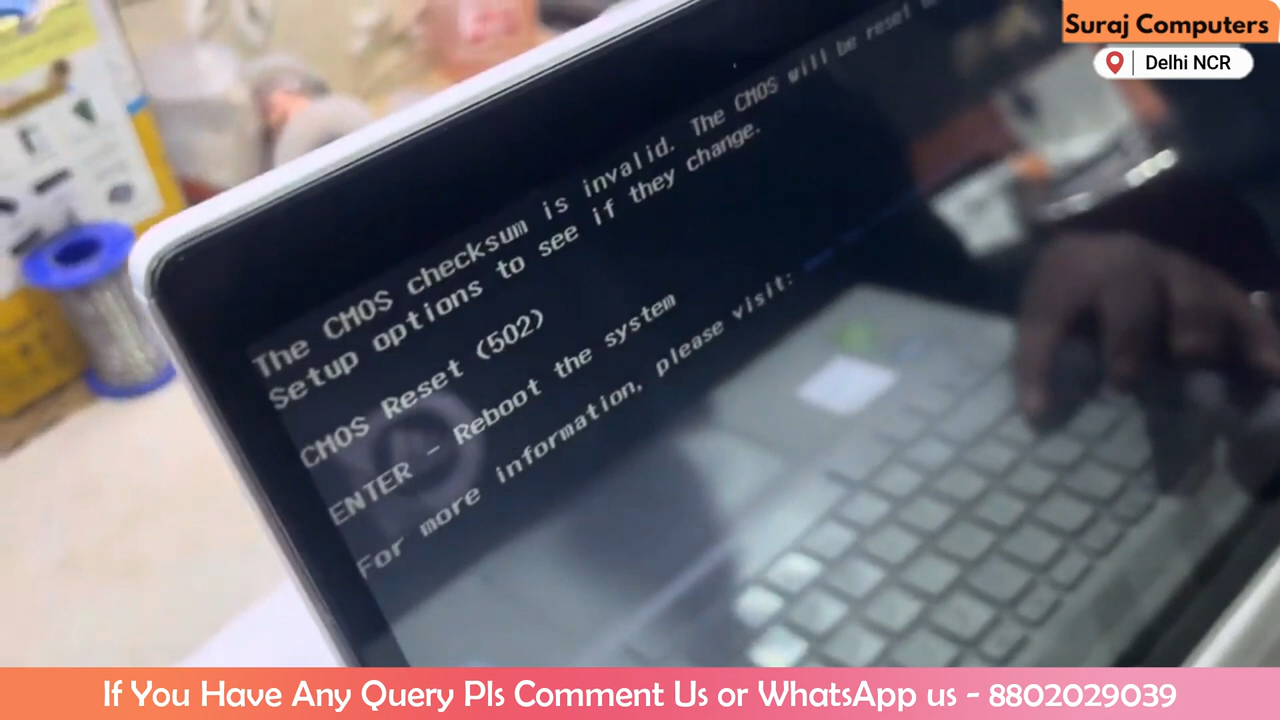 Suraj Computers
Delhi NCR
The CMOS checksum is invalid. The CMOS will be reset
Setup options to see if they change.
CMOS Reset (502)
ENTER - Reboot the system
For more information, please visit:
If You Have Any Query Pls Comment Us or WhatsApp us - 8802029039